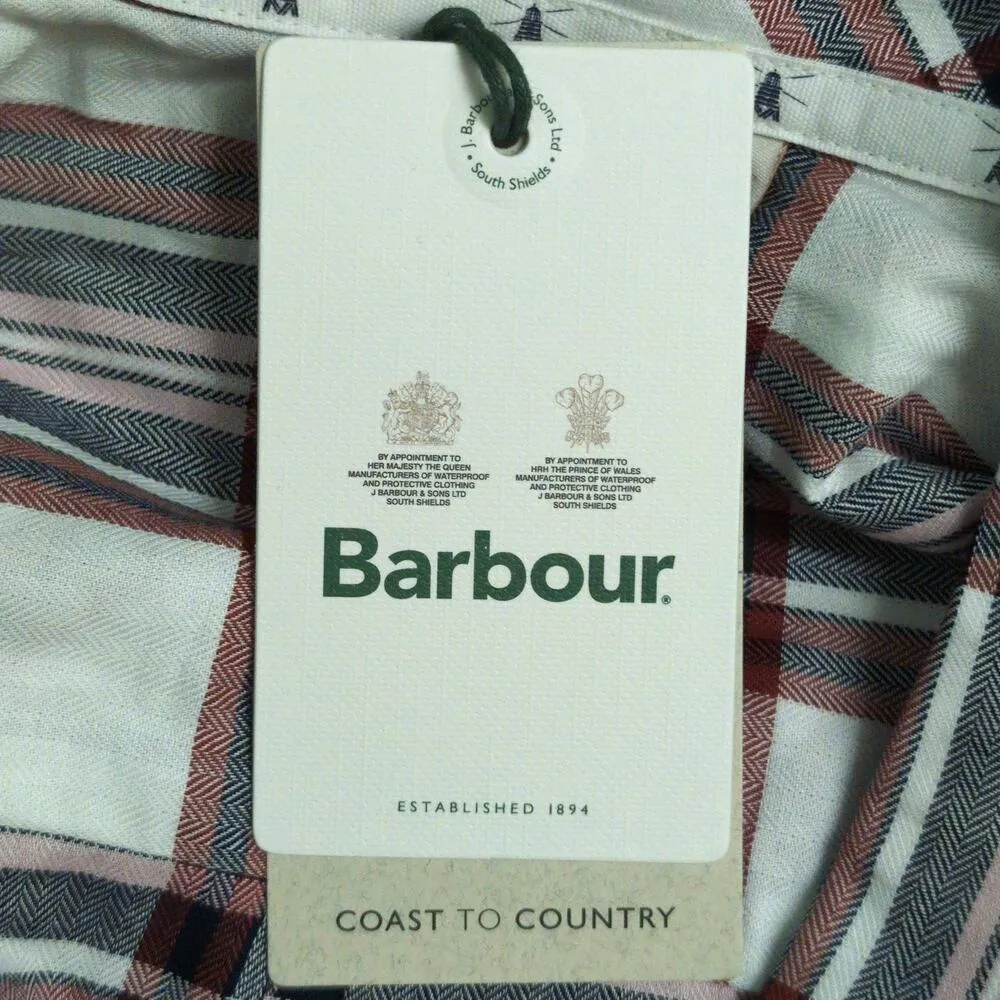 J. Barbour Sons Ltd
• South Shields •
BY APPOINTMENT TO
HER MAJESTY THE QUEEN
MANUFACTURERS OF WATERPROOF
AND PROTECTIVE CLOTHING
J BARBOUR & SONS LTD
SOUTH SHIELDS
BY APPOINTMENT TO
HRH THE PRINCE OF WALES
MANUFACTURERS OF WATERPROOF
AND PROTECTIVE CLOTHING
J BARBOUR & SONS LTD
SOUTH SHIELDS
Barbour®
ESTABLISHED 1894
COAST TO COUNTRY